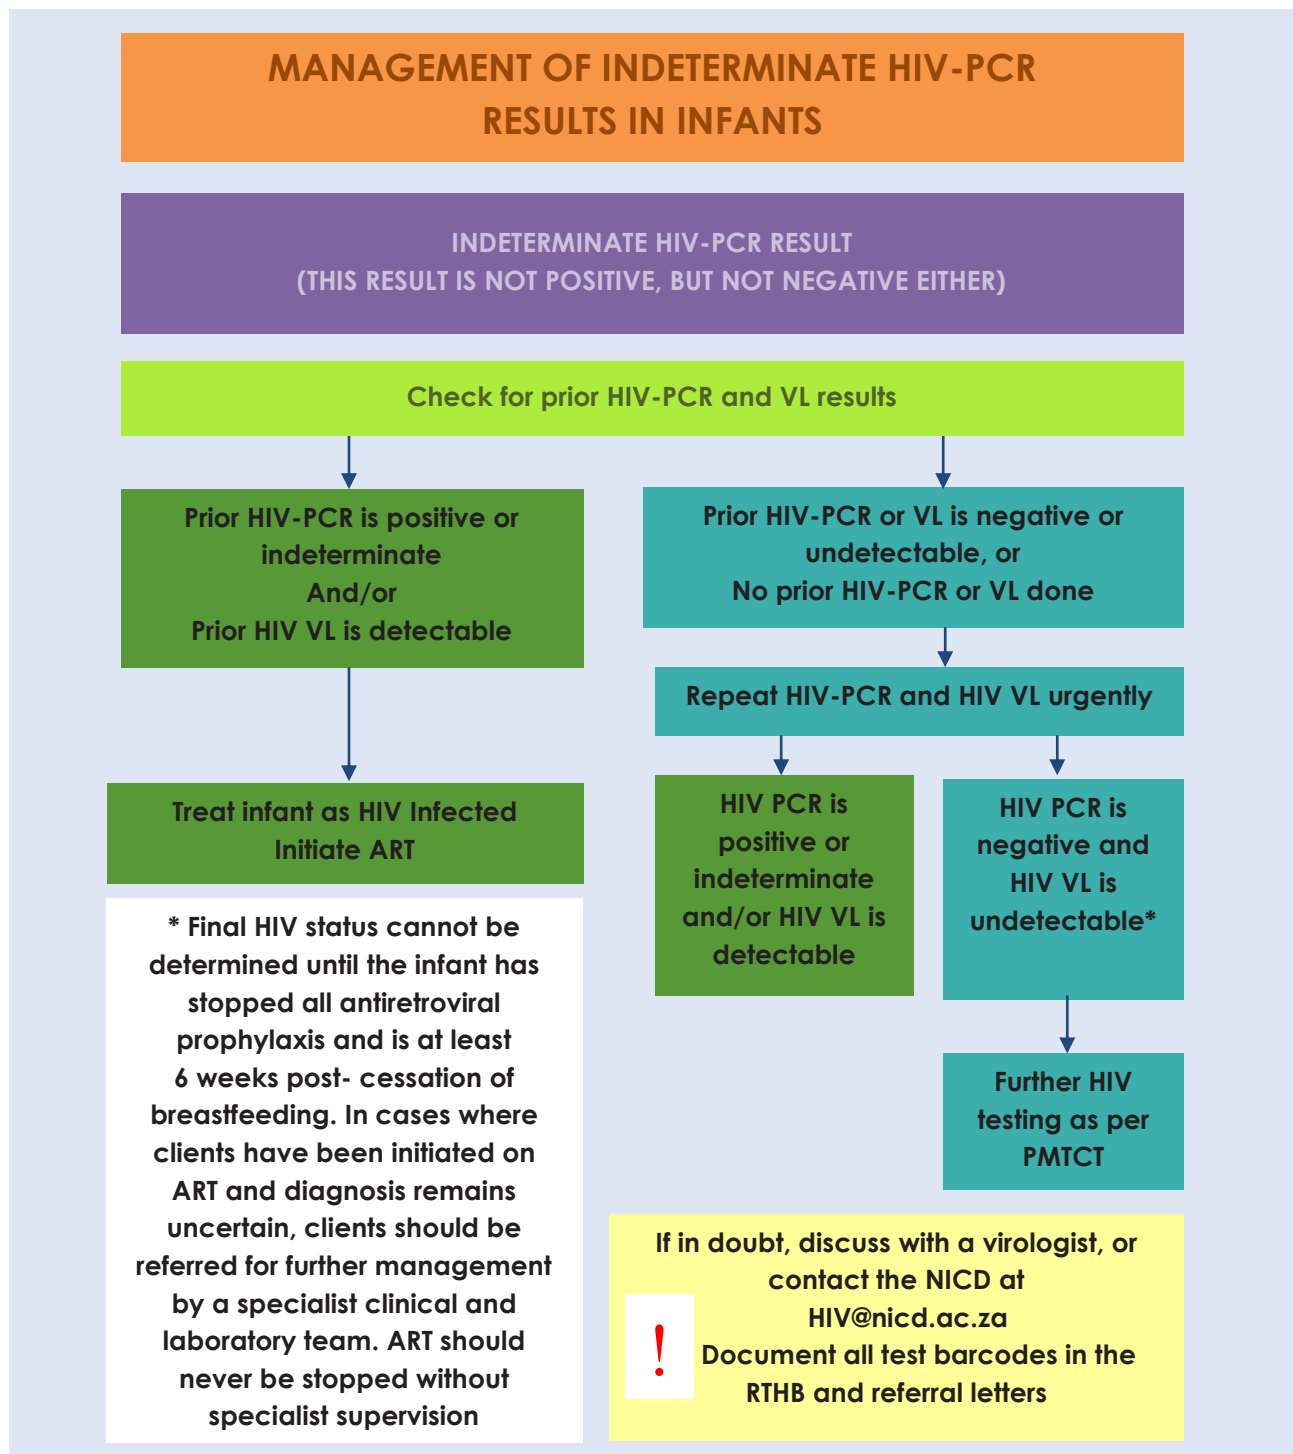 MANAGEMENT OF INDETERMINATE HIV-PCR
RESULTS IN INFANTS
INDETERMINATE HIV-PCR RESULT
(THIS RESULT IS NOT POSITIVE, BUT NOT NEGATIVE EITHER)
Check for prior HIV-PCR and VL results
Prior HIV-PCR is positive or
indeterminate
And/or
Prior HIV VL is detectable
Prior HIV-PCR or VL is negative or
undetectable, or
No prior HIV-PCR or VL done
Repeat HIV-PCR and HIV VL urgently
Treat infant as HIV Infected
Initiate ART
HIV PCR is
positive or
indeterminate
and/or HIV VL is
detectable
HIV PCR is
negative and
HIV VL is
undetectable*
* Final HIV status cannot be
determined until the infant has
stopped all antiretroviral
prophylaxis and is at least
6 weeks post- cessation of
breastfeeding. In cases where
clients have been initiated on
ART and diagnosis remains
uncertain, clients should be
referred for further management
by a specialist clinical and
laboratory team. ART should
never be stopped without
specialist supervision
Further HIV
testing as per
PMTCT
If in doubt, discuss with a virologist, or
contact the NICD at
HIV@nicd.ac.za
!
Document all test barcodes in the
RTHB and referral letters